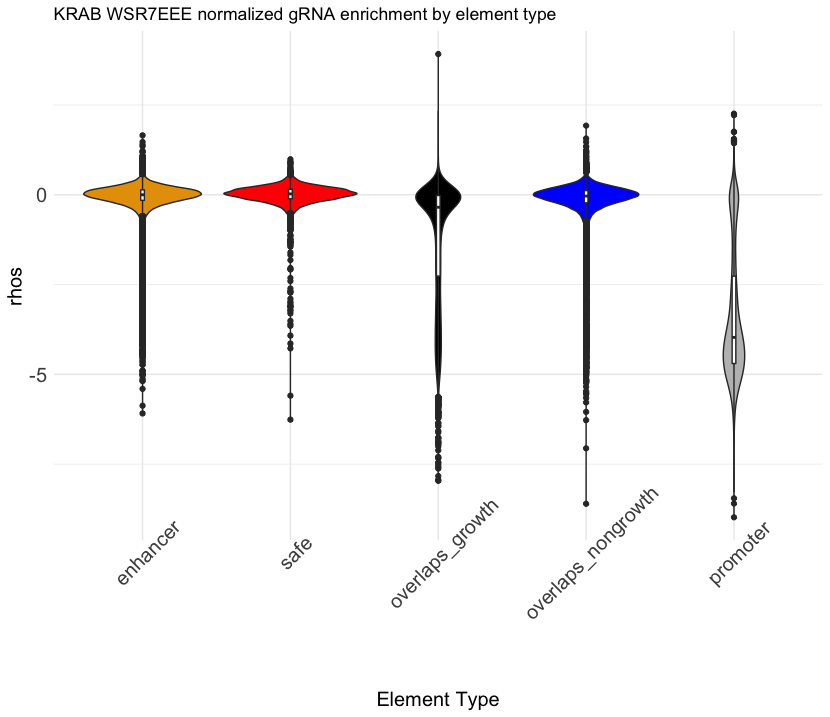 KRAB WSR7EEE normalized gRNA enrichment by element type
rhos
0
-5
enhancer
safe
overlaps_growth
overlaps_nongrowth
promoter
Element Type